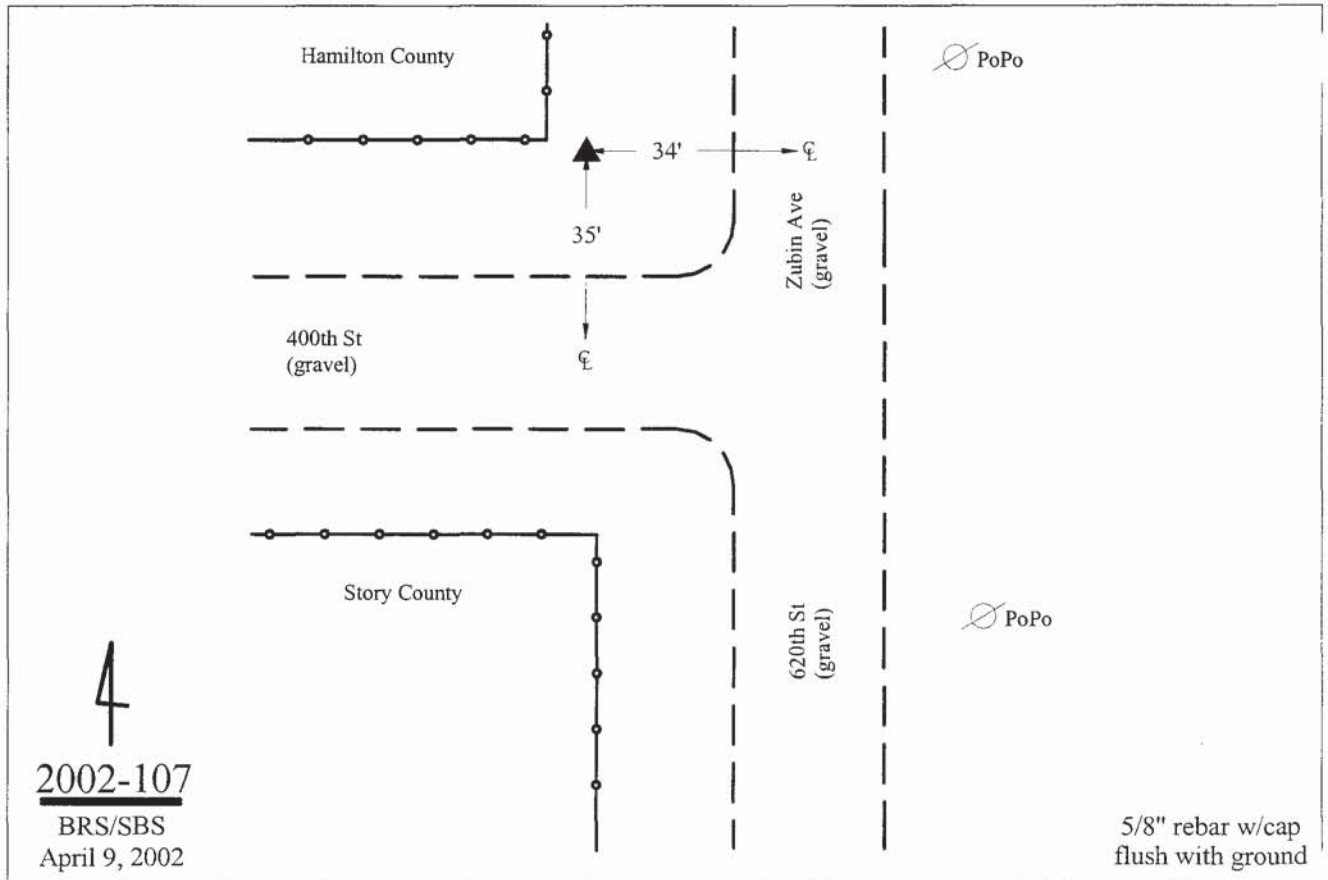 Hamilton County
PoPo
34'
℄
35'
Zubin Ave
(gravel)
400th St
(gravel)
℄
Story County
620th St
(gravel)
PoPo
2002-107
BRS/SBS
April 9, 2002
5/8" rebar w/cap
flush with ground